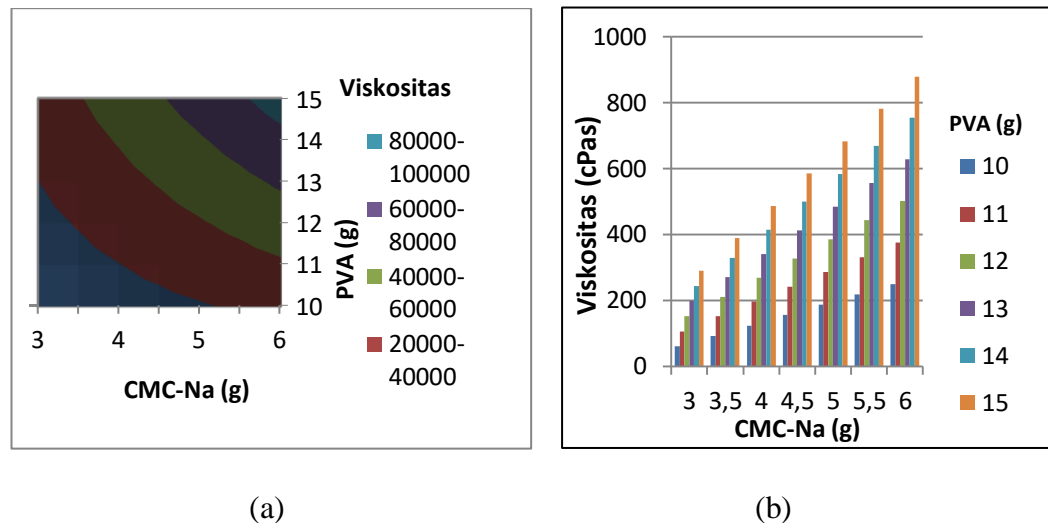 Viskositas
80000-
100000
60000-
80000
40000-
60000
20000-
40000
15
14
13
12
11
10
PVA (g)
3 4 5 6
CMC-Na (g)
(a)
1000
800
600
400
200
0
Viskositas (cPas)
3 3,5 4 4,5 5 5,5 6
CMC-Na (g)
PVA (g)
10
11
12
13
14
15
(b)